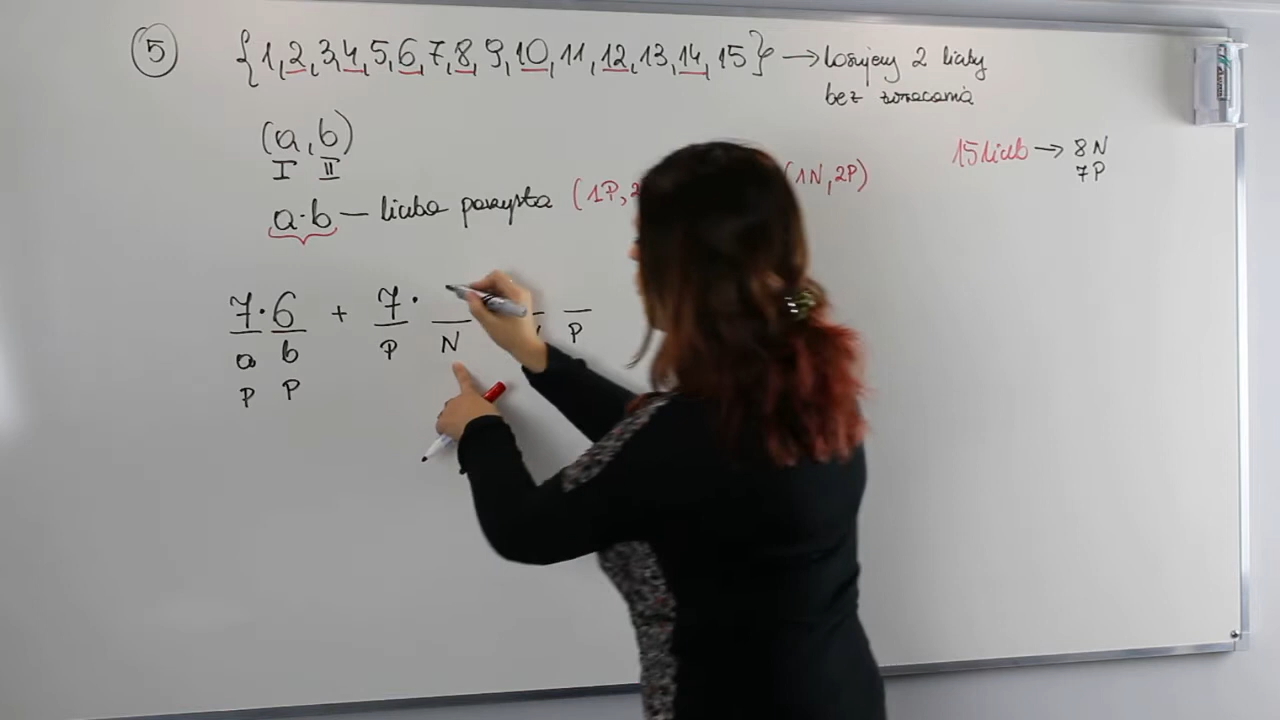 5 {1,2,3,4,5,6,7,8,9,10,11,12,13,14,15} → losujemy 2 liczby
bez zwracania
(a,b)
I II
15 liczb → 8N
7P
a·b – liczba parzysta (1P, 2 (1N, 2P)
7·6 + 7·
a b P N P
P P